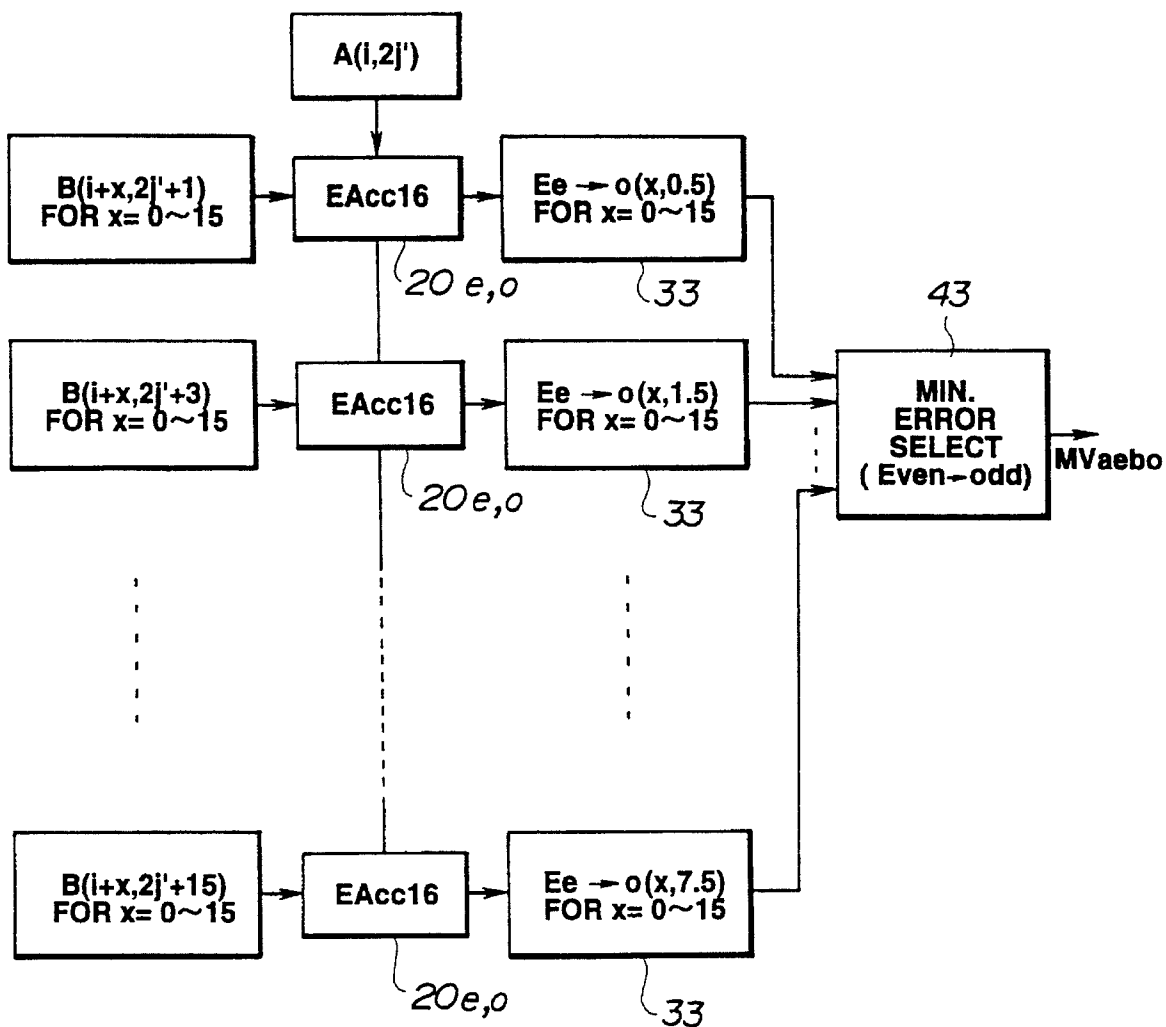 A(i,2j')
B(i+x,2j'+1)
FOR x= 0～15
EAcc16
Ee → o(x,0.5)
FOR x= 0～15
20e,o
33
43
B(i+x,2j'+3)
FOR x= 0～15
EAcc16
Ee → o(x,1.5)
FOR x= 0～15
MIN.
ERROR
SELECT
( Even→odd)
MVaebo
20e,o
33
B(i+x,2j'+15)
FOR x= 0～15
EAcc16
Ee → o(x,7.5)
FOR x= 0～15
20e,o
33